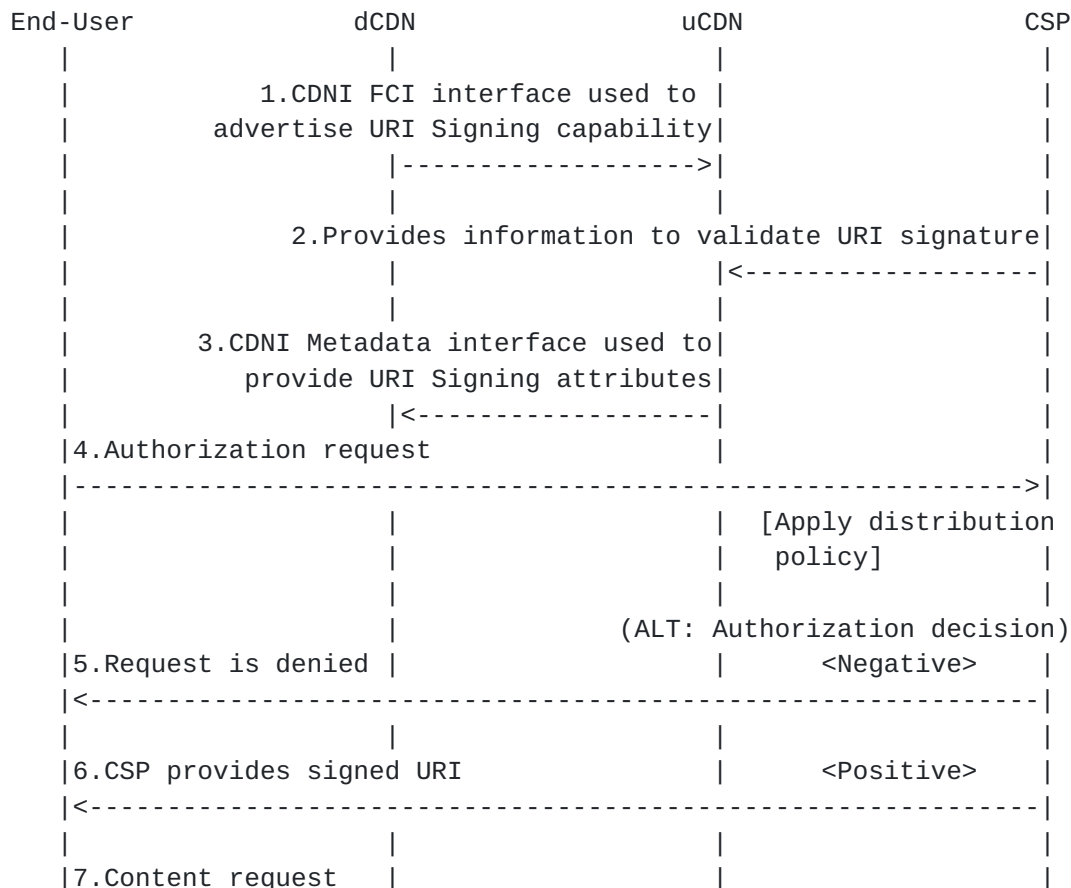 End-User dCDN uCDN CSP
| | | |
| 1.CDNI FCI interface used to | |
| advertise URI Signing capability| |
| |------------------->| |
| | | |
| 2.Provides information to validate URI signature|
| | |<-------------------|
| | | |
| 3.CDNI Metadata interface used to| |
| provide URI Signing attributes| |
| |<-------------------| |
|4.Authorization request | |
|------------------------------------------------------------->|
| | | [Apply distribution
| | | policy] |
| | | |
| | (ALT: Authorization decision)
|5.Request is denied | | <Negative> |
|<-------------------------------------------------------------|
| | | |
|6.CSP provides signed URI | <Positive> |
|<-------------------------------------------------------------|
| | | |
|7.Content request | | |